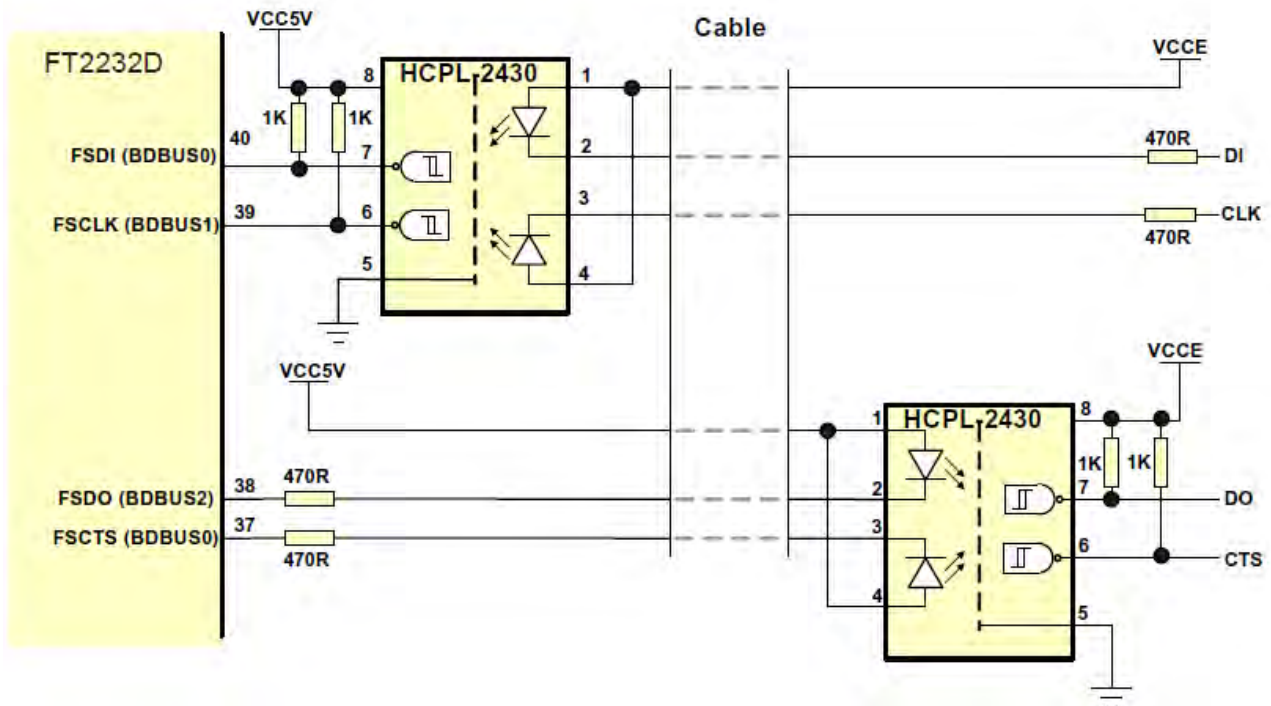 VCC5V
Cable
VCCE
FT2232D
8
HCPL-2430
1
1K
1K
40
FSDI (BDBUS0)
7
2
470R
DI
39
FSCLK (BDBUS1)
6
3
CLK
470R
5
4
VCC5V
VCCE
1
HCPL-2430
8
1K
1K
470R
FSDO (BDBUS2)
38
2
7
DO
FSCTS (BDBUS0)
37
3
6
CTS
470R
4
5